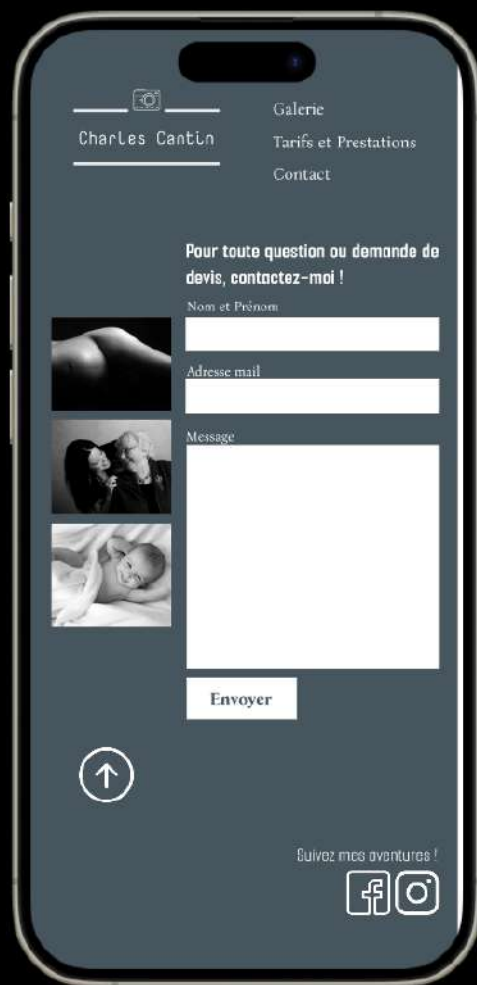 Charles Cantin
Galerie
Tarifs et Prestations
Contact
Pour toute question ou demande de
devis, contactez-moi !
Nom et Prénom
Adresse mail
Message
Envoyer
Suivez mes aventures !